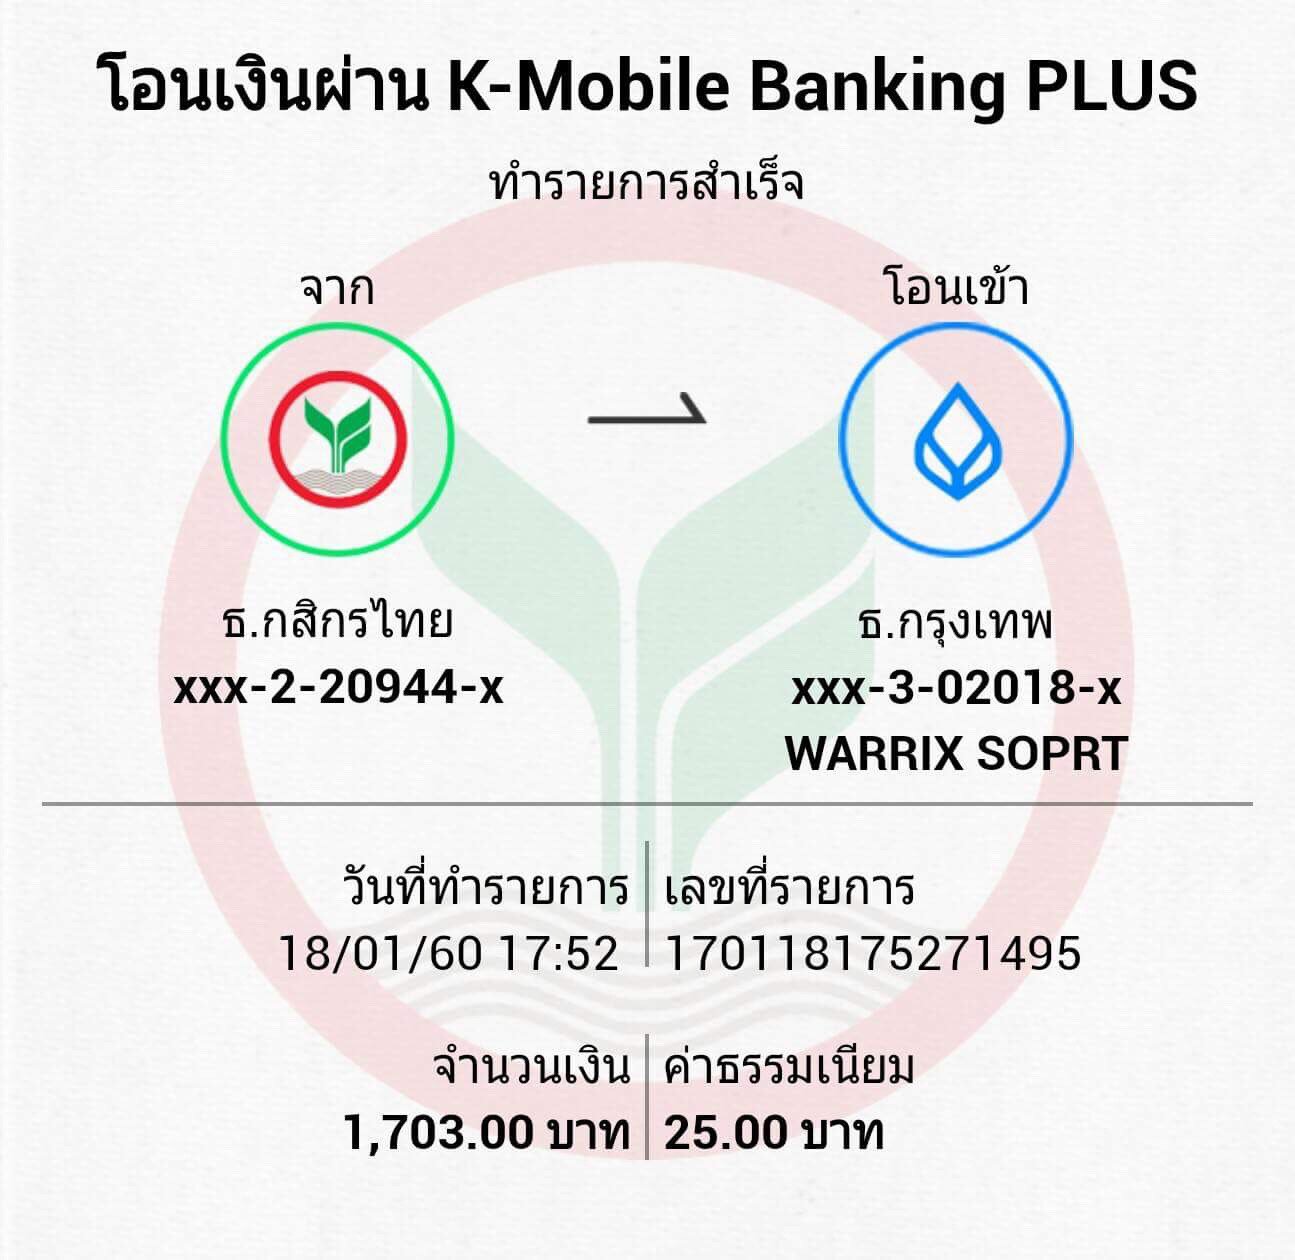 โอนเงินผ่าน K-Mobile Banking PLUS
ทำรายการสำเร็จ
จาก
โอนเข้า
ธ.กสิกรไทย
xxx-2-20944-x
ธ.กรุงเทพ
xxx-3-02018-x
WARRIX SOPRT
วันที่ทำรายการ
18/01/60 17:52
เลขที่รายการ
170118175271495
จำนวนเงิน
1,703.00 บาท
ค่าธรรมเนียม
25.00 บาท